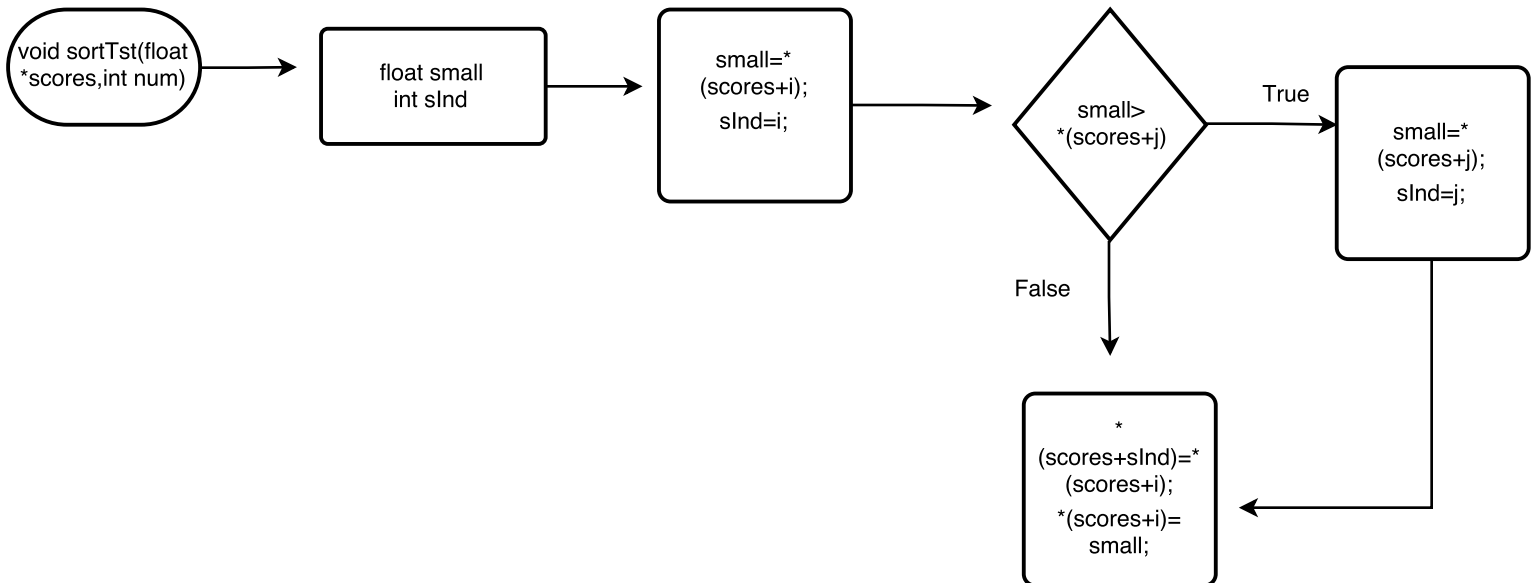 void sortTst(float
*scores,int num)
float small
int sInd
small=*
(scores+i);
sInd=i;
small>
*(scores+j)
True
small=*
(scores+j);
sInd=j;
False
*
(scores+sInd)=*
(scores+i);
*(scores+i)=
small;